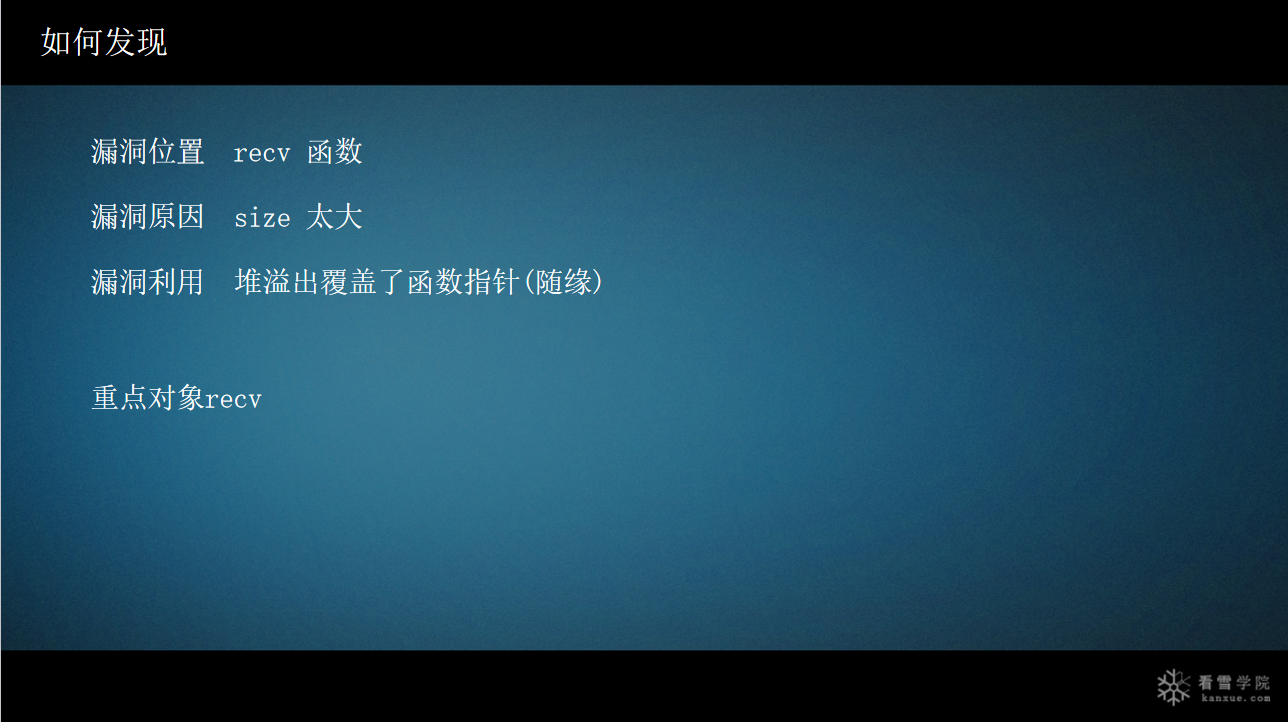 如何发现
漏洞位置 recv 函数
漏洞原因 size 太大
漏洞利用 堆溢出覆盖了函数指针(随缘)
重点对象recv
看雪学院
kanxue.com